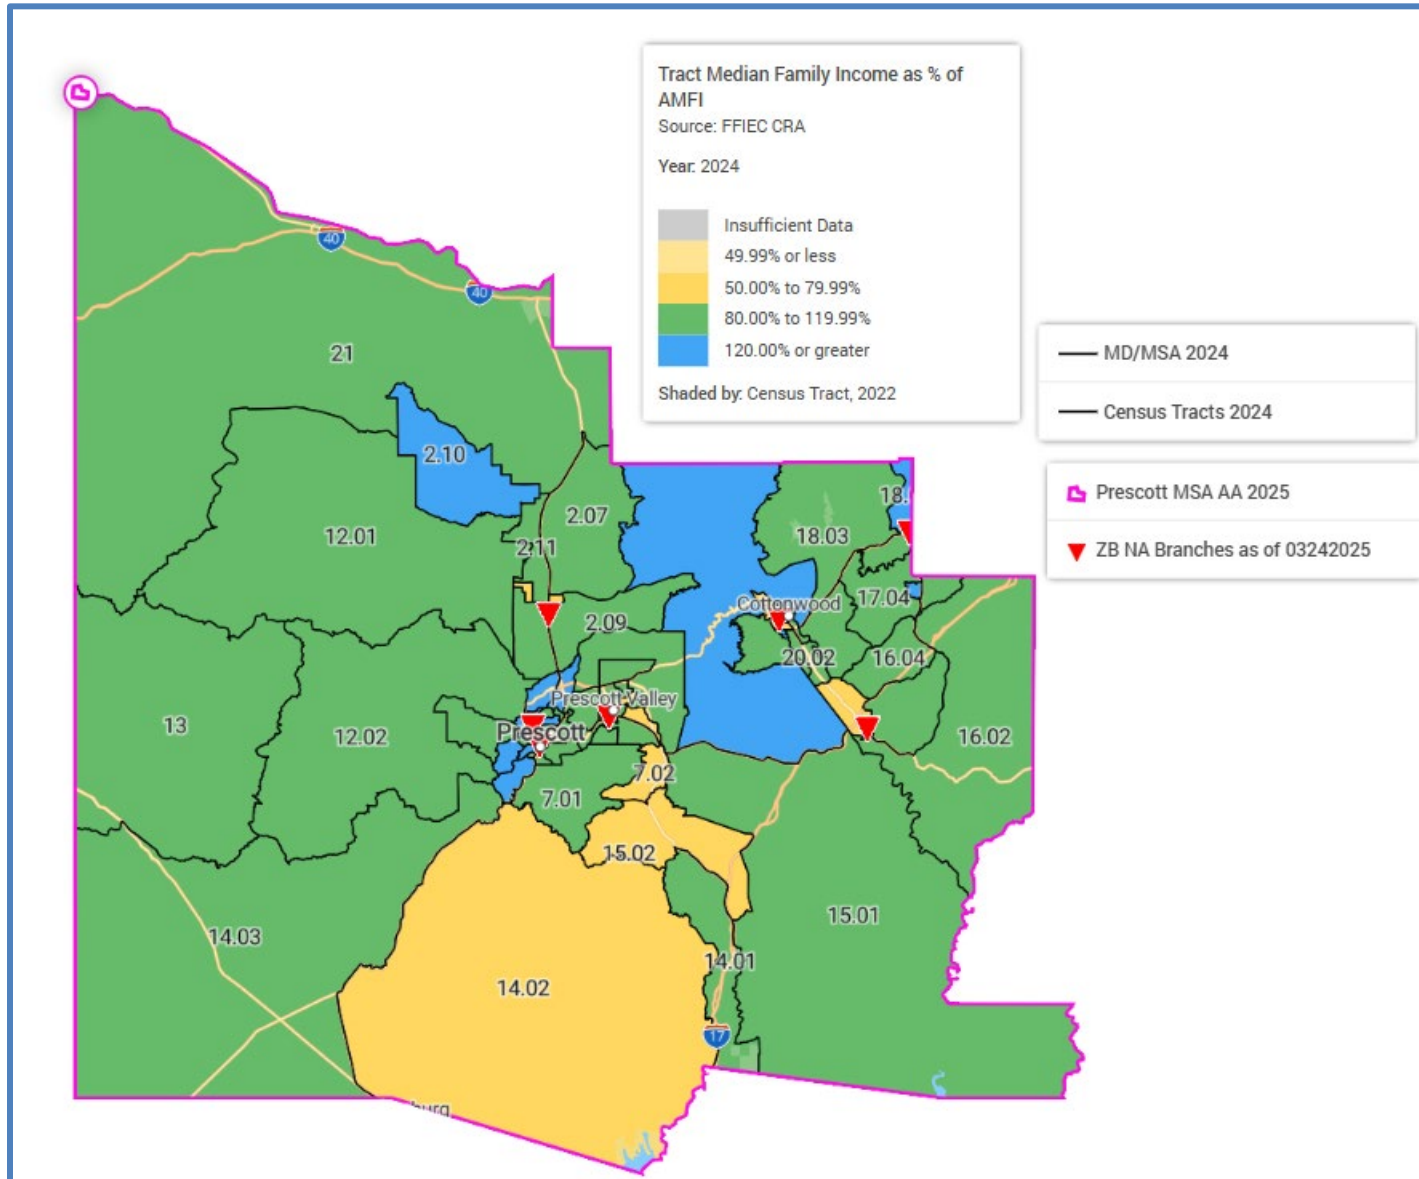 Tract Median Family Income as % of
AMFI
Source: FFIEC CRA
Year: 2024
Insufficient Data
49.99% or less
50.00% to 79.99%
80.00% to 119.99%
120.00% or greater
Shaded by: Census Tract, 2022
MD/MSA 2024
Census Tracts 2024
Prescott MSA AA 2025
ZB NA Branches as of 03242025
40
40
21
2.10
2.07
18.
12.01
2.11
18.03
17.04
Cottonwood
2.09
20.02
16.04
Prescott Valley
13
12.02
Prescott
16.02
7.02
7.01
15.02
15.01
14.03
14.01
14.02
17
burg